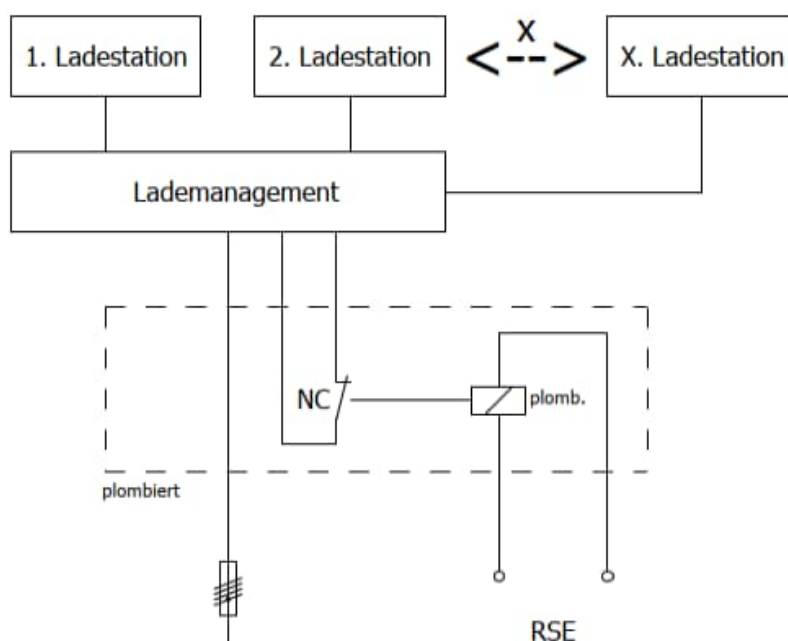 1. Ladestation
2. Ladestation
X
<-->
X. Ladestation
Lademanagement
NC
plomb.
plombiert
RSE